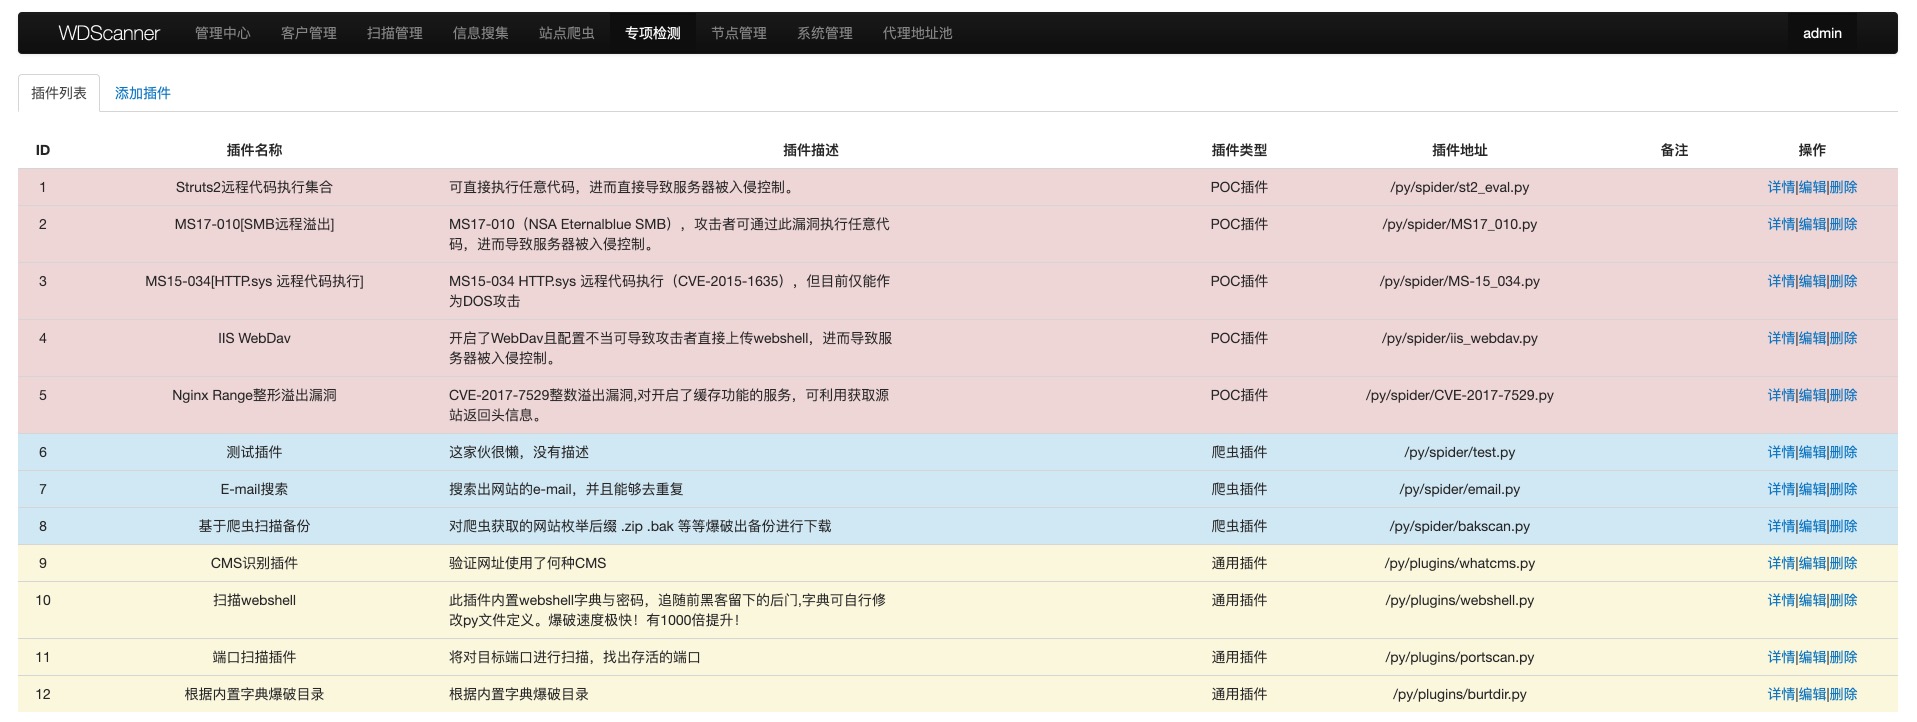 WDScanner 管理中心 客户管理 扫描管理 信息搜集 站点爬虫 专项检测 节点管理 系统管理 代理地址池 admin
插件列表 添加插件
ID 插件名称 插件描述 插件类型 插件地址 备注 操作
1 Struts2远程代码执行集合 可直接执行任意代码，进而直接导致服务器被入侵控制。 POC插件 /py/spider/st2_eval.py 详情|编辑|删除
2 MS17-010[SMB远程溢出] MS17-010（NSA Eternalblue SMB），攻击者可通过此漏洞执行任意代 POC插件 /py/spider/MS17_010.py 详情|编辑|删除
码，进而导致服务器被入侵控制。
3 MS15-034[HTTP.sys 远程代码执行] MS15-034 HTTP.sys 远程代码执行（CVE-2015-1635），但目前仅能作 POC插件 /py/spider/MS-15_034.py 详情|编辑|删除
为DOS攻击
4 IIS WebDav 开启了WebDav且配置不当可导致攻击者直接上传webshell，进而导致服 POC插件 /py/spider/iis_webdav.py 详情|编辑|删除
务器被入侵控制。
5 Nginx Range整形溢出漏洞 CVE-2017-7529整数溢出漏洞,对开启了缓存功能的服务，可利用获取源 POC插件 /py/spider/CVE-2017-7529.py 详情|编辑|删除
站返回头信息。
6 测试插件 这家伙很懒，没有描述 爬虫插件 /py/spider/test.py 详情|编辑|删除
7 E-mail搜索 搜索出网站的e-mail，并且能够去重复 爬虫插件 /py/spider/email.py 详情|编辑|删除
8 基于爬虫扫描备份 对爬虫获取的网站枚举后缀 .zip .bak 等等爆破出备份进行下载 爬虫插件 /py/spider/bakscan.py 详情|编辑|删除
9 CMS识别插件 验证网址使用了何种CMS 通用插件 /py/plugins/whatcms.py 详情|编辑|删除
10 扫描webshell 此插件内置webshell字典与密码，追随前黑客留下的后门,字典可自行修 通用插件 /py/plugins/webshell.py 详情|编辑|删除
改py文件定义。爆破速度极快！有1000倍提升！
11 端口扫描插件 将对目标端口进行扫描，找出存活的端口 通用插件 /py/plugins/portscan.py 详情|编辑|删除
12 根据内置字典爆破目录 根据内置字典爆破目录 通用插件 /py/plugins/burtdir.py 详情|编辑|删除